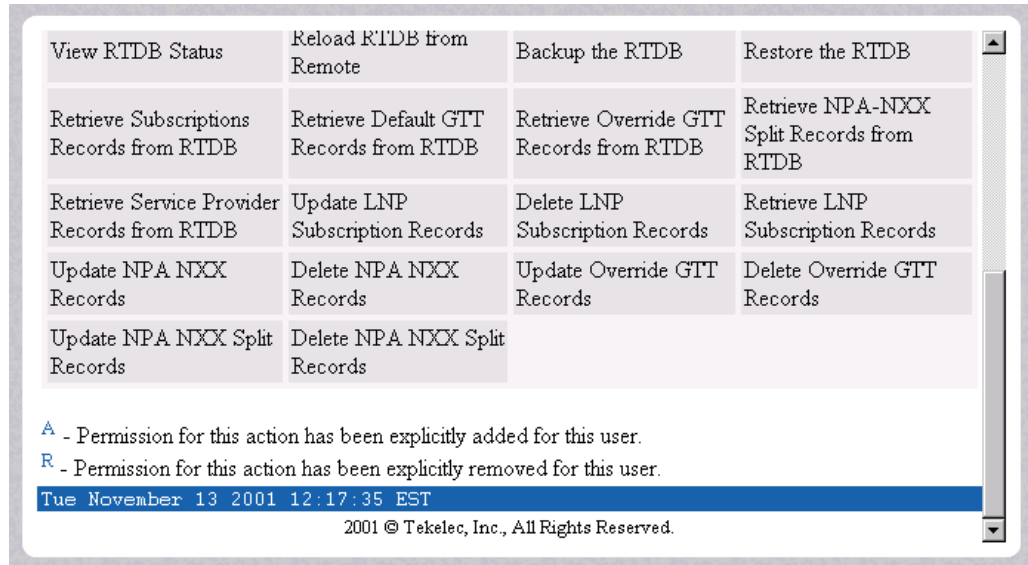 View RTDB Status
Reload RTDB from
Remote
Backup the RTDB
Restore the RTDB
Retrieve Subscriptions
Records from RTDB
Retrieve Default GTT
Records from RTDB
Retrieve Override GTT
Records from RTDB
Retrieve NPA-NXX
Split Records from
RTDB
Retrieve Service Provider
Records from RTDB
Update LNP
Subscription Records
Delete LNP
Subscription Records
Retrieve LNP
Subscription Records
Update NPA NXX
Records
Delete NPA NXX
Records
Update Override GTT
Records
Delete Override GTT
Records
Update NPA NXX Split
Records
Delete NPA NXX Split
Records
A - Permission for this action has been explicitly added for this user.
R - Permission for this action has been explicitly removed for this user.
Tue November 13 2001 12:17:35 EST
2001 © Tekelec, Inc., All Rights Reserved.